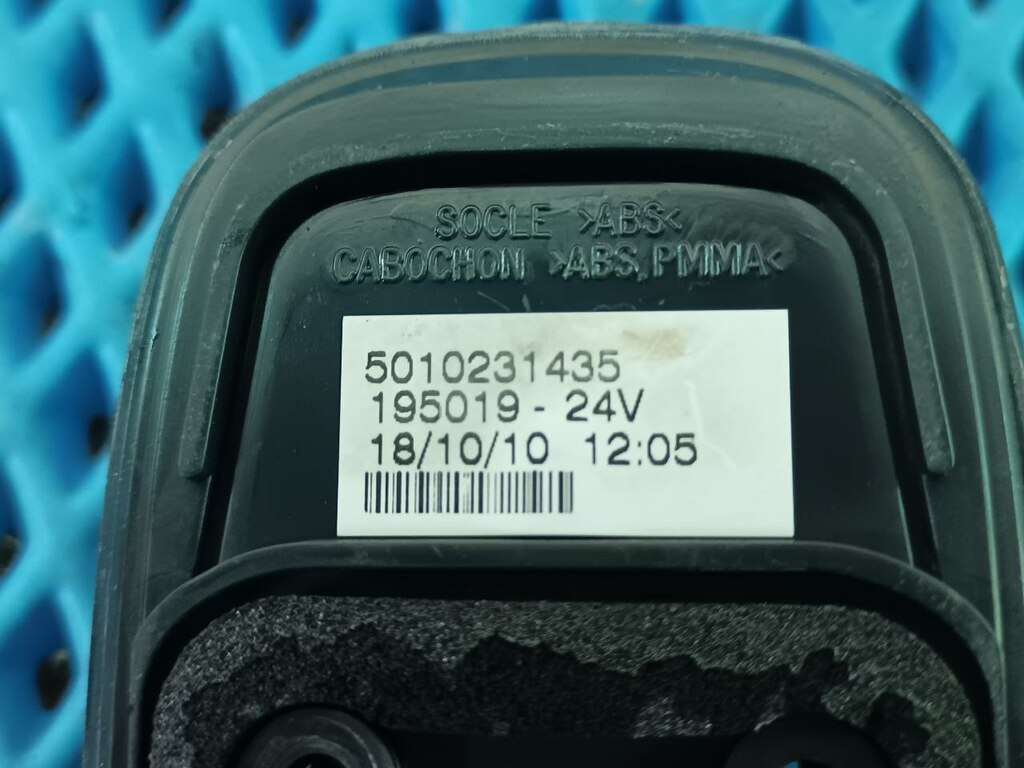 SOCLE >ABS<
CABOCHON >ABS,PMMA<
5010231435
195019 - 24V
18/10/10 12:05